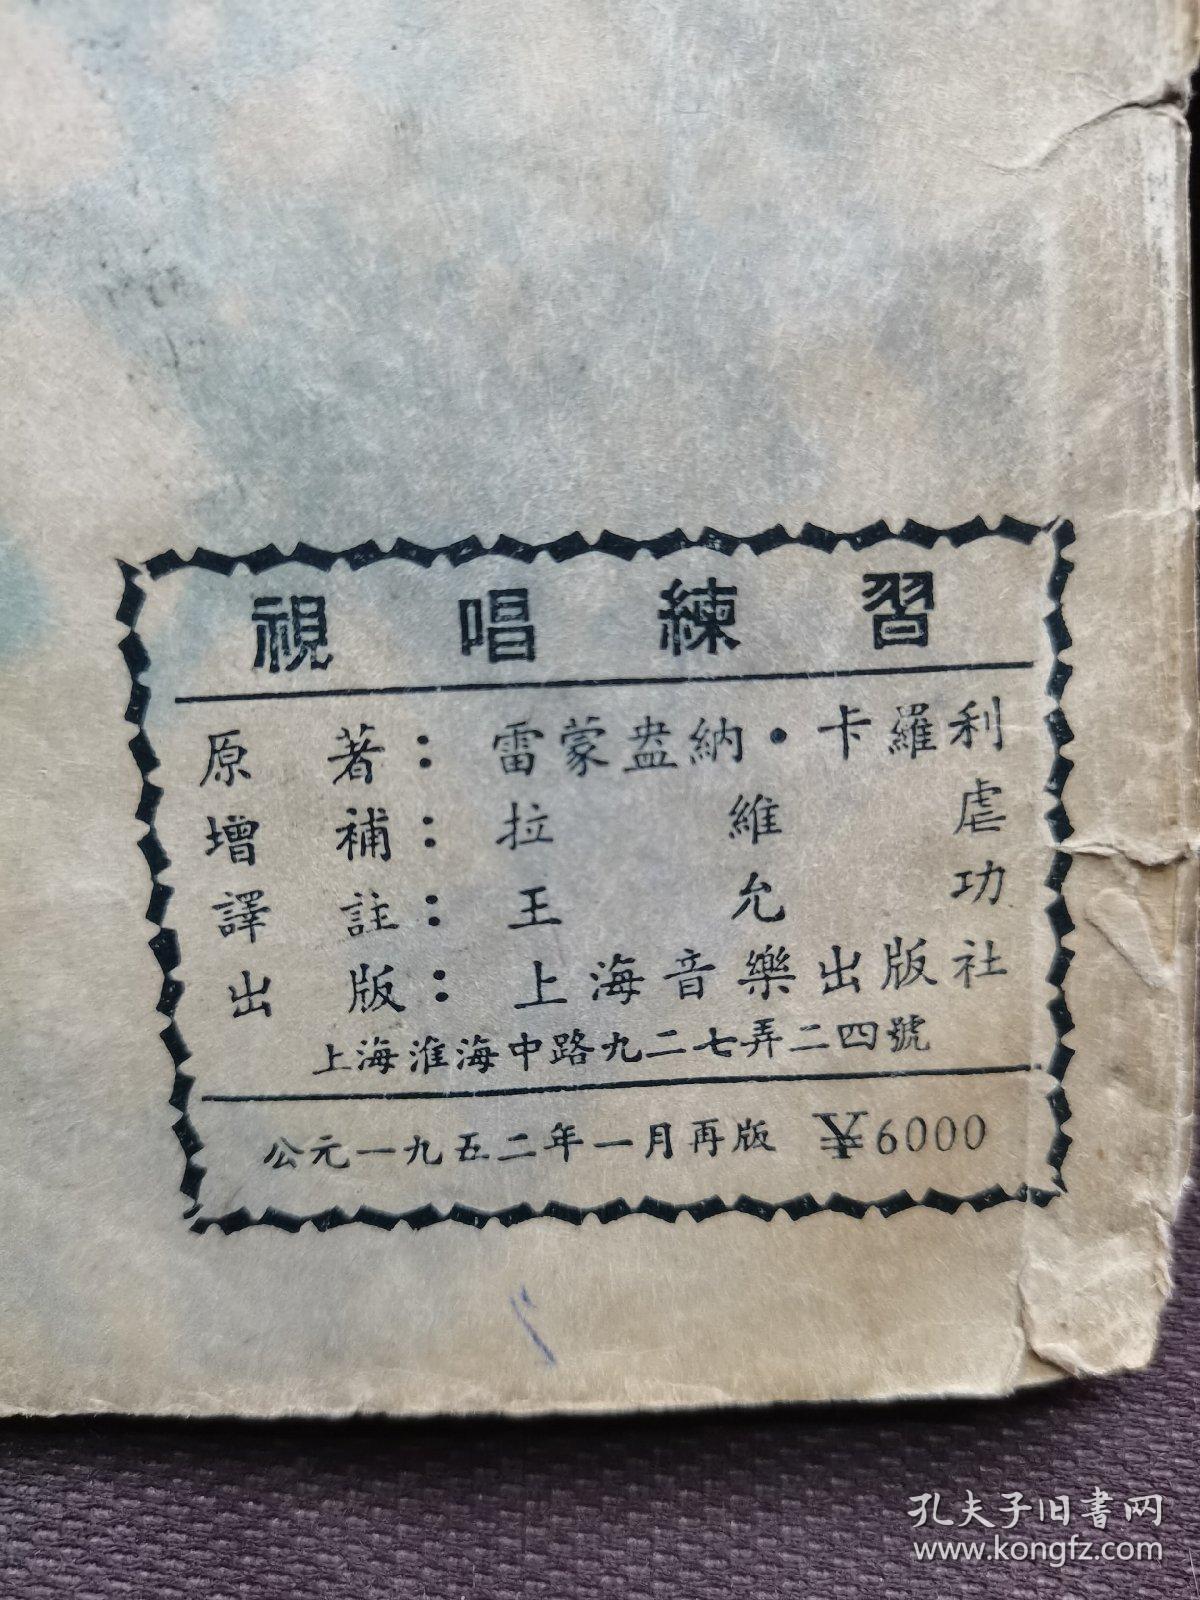 視唱練習
原著：雷蒙盎納·卡羅利
增補：拉維虐
譯註：王允功
出版：上海音樂出版社
上海淮海中路九二七弄二四號
公元一九五二年一月再版 ¥6000
孔夫子旧書网
www.kongfz.com